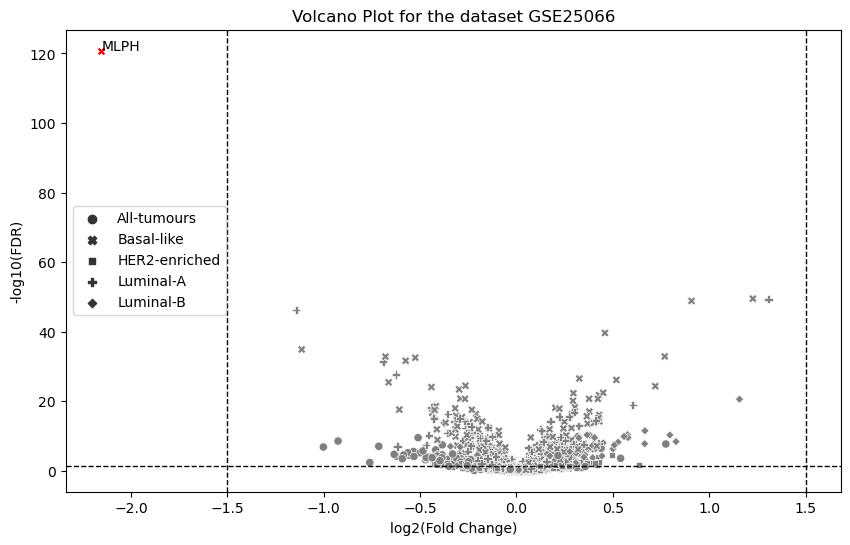 Volcano Plot for the dataset GSE25066
MLPH
120
100
80
60
40
20
0
-log10(FDR)
All-tumours
Basal-like
HER2-enriched
Luminal-A
Luminal-B
−2.0 −1.5 −1.0 −0.5 0.0 0.5 1.0 1.5
log2(Fold Change)